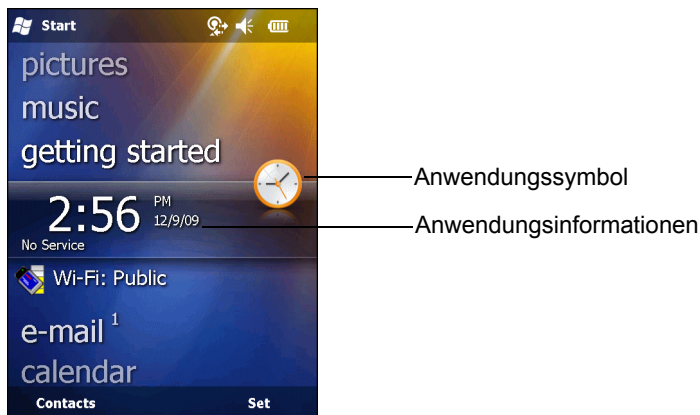 Start
pictures
music
getting started
Anwendungssymbol
2:56 PM
12/9/09
Anwendungsinformationen
No Service
Wi-Fi: Public
e-mail 1
calendar
Contacts Set